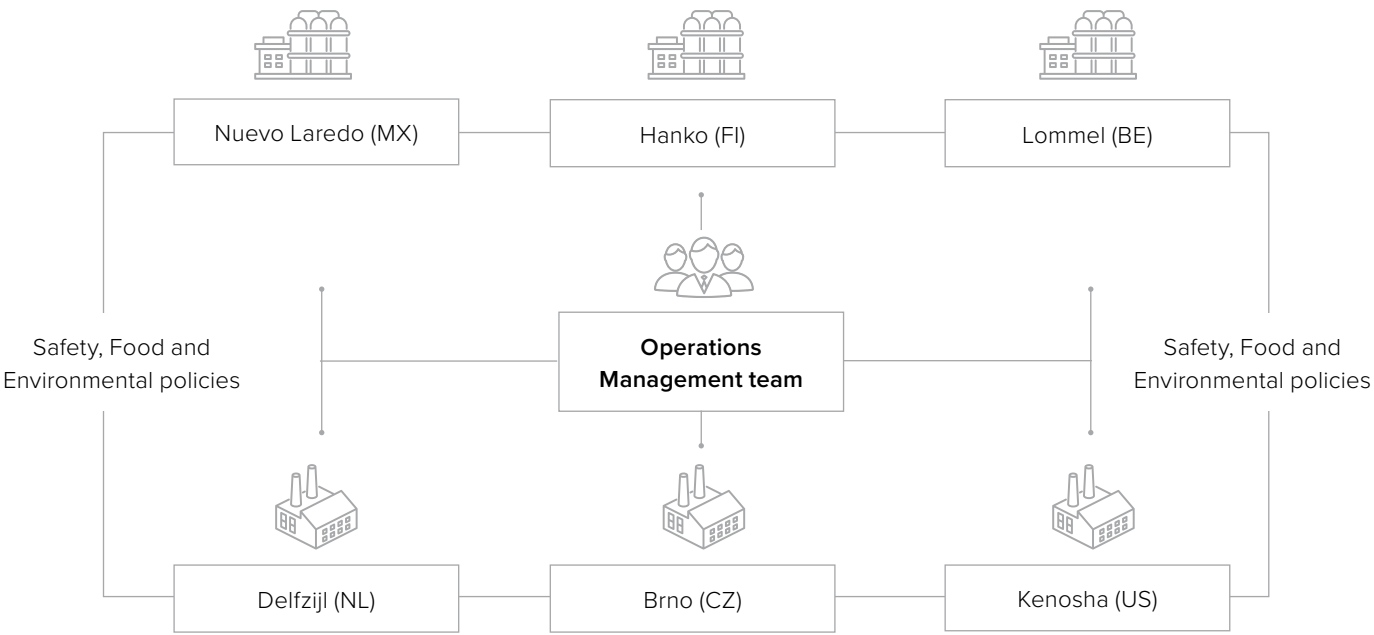 Nuevo Laredo (MX)
Hanko (FI)
Lommel (BE)
Safety, Food and
Environmental policies
Operations
Management team
Safety, Food and
Environmental policies
Delfzijl (NL)
Brno (CZ)
Kenosha (US)